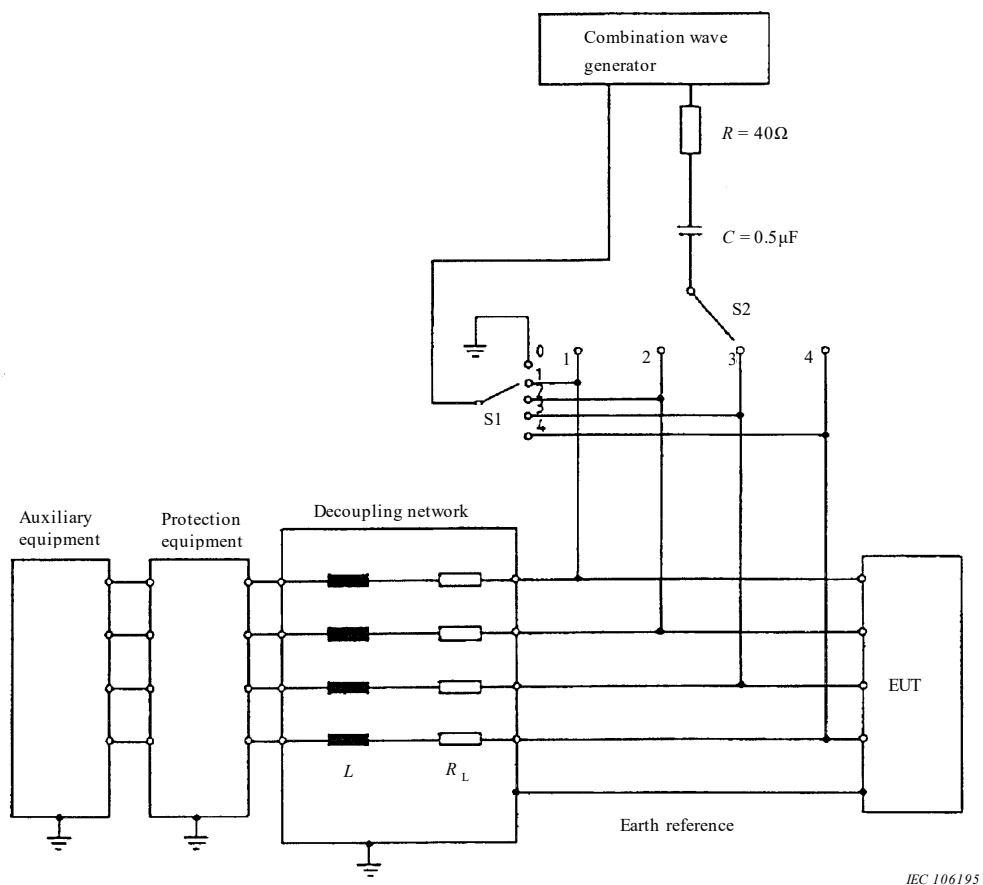 Combination wave
generator
R = 40Ω
C = 0.5μF
S2
0
1
2
3
4
1
2
3
4
S1
Auxiliary
equipment
Protection
equipment
Decoupling network
EUT
L
R L
Earth reference
IEC 106195